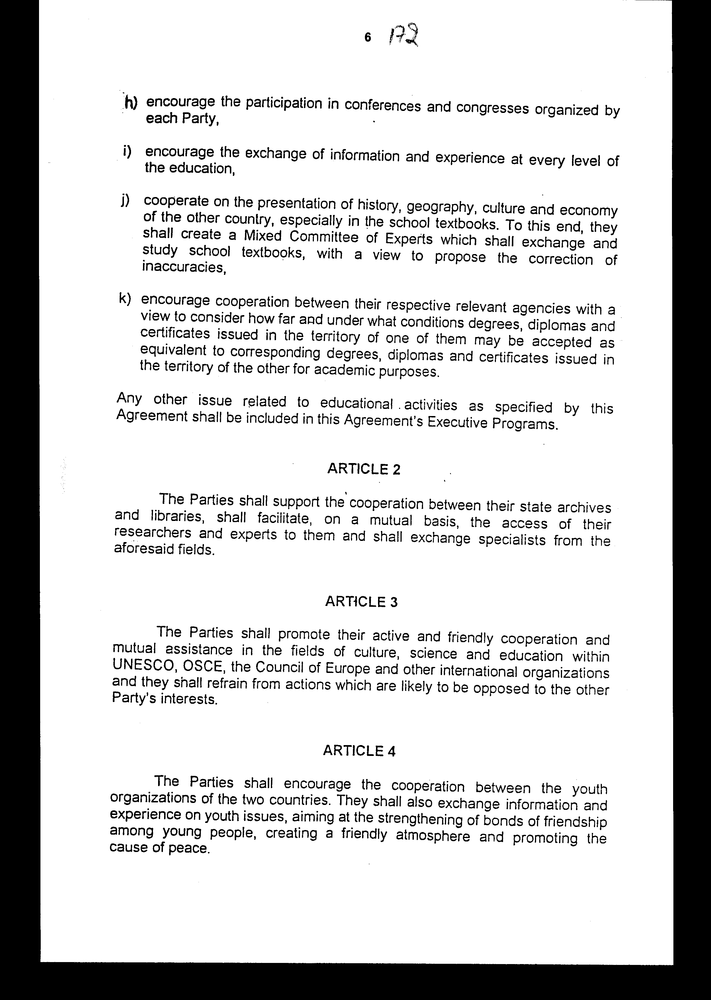 6 172
h) encourage the participation in conferences and congresses organized by
each Party,
i) encourage the exchange of information and experience at every level of
the education,
j) cooperate on the presentation of history, geography, culture and economy
of the other country, especially in the school textbooks. To this end, they
shall create a Mixed Committee of Experts which shall exchange and
study school textbooks, with a view to propose the correction of
inaccuracies,
k) encourage cooperation between their respective relevant agencies with a
view to consider how far and under what conditions degrees, diplomas and
certificates issued in the territory of one of them may be accepted as
equivalent to corresponding degrees, diplomas and certificates issued in
the territory of the other for academic purposes.
Any other issue related to educational activities as specified by this
Agreement shall be included in this Agreement's Executive Programs.
ARTICLE 2
The Parties shall support the cooperation between their state archives
and libraries, shall facilitate, on a mutual basis, the access of their
researchers and experts to them and shall exchange specialists from the
aforesaid fields.
ARTICLE 3
The Parties shall promote their active and friendly cooperation and
mutual assistance in the fields of culture, science and education within
UNESCO, OSCE, the Council of Europe and other international organizations
and they shall refrain from actions which are likely to be opposed to the other
Party's interests.
ARTICLE 4
The Parties shall encourage the cooperation between the youth
organizations of the two countries. They shall also exchange information and
experience on youth issues, aiming at the strengthening of bonds of friendship
among young people, creating a friendly atmosphere and promoting the
cause of peace.